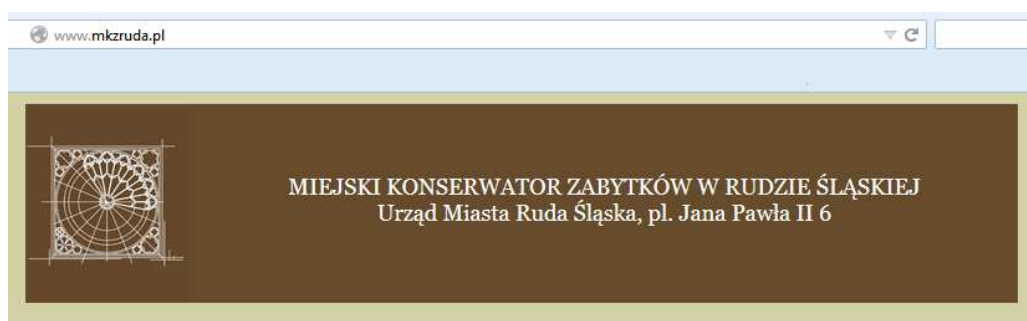 www.mkzruda.pl
MIEJSKI KONSERWATOR ZABYTKÓW W RUDZIE ŚLĄSKIEJ
Urząd Miasta Ruda Śląska, pl. Jana Pawła II 6